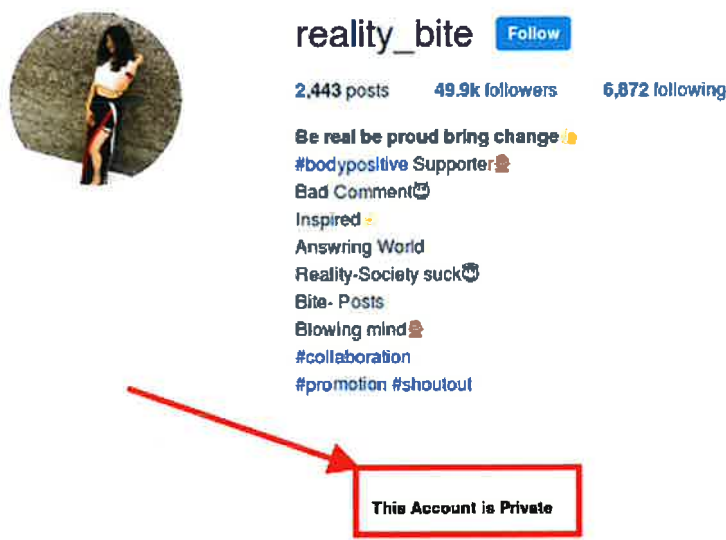 reality_bite Follow
2,443 posts 49.9k followers 6,872 following
Be real be proud bring change
#bodypositive Supporter
Bad Comment
Inspired
Answring World
Reality-Society suck
Bite- Posts
Blowing mind
#collaboration
#promotion #shoutout
This Account is Private